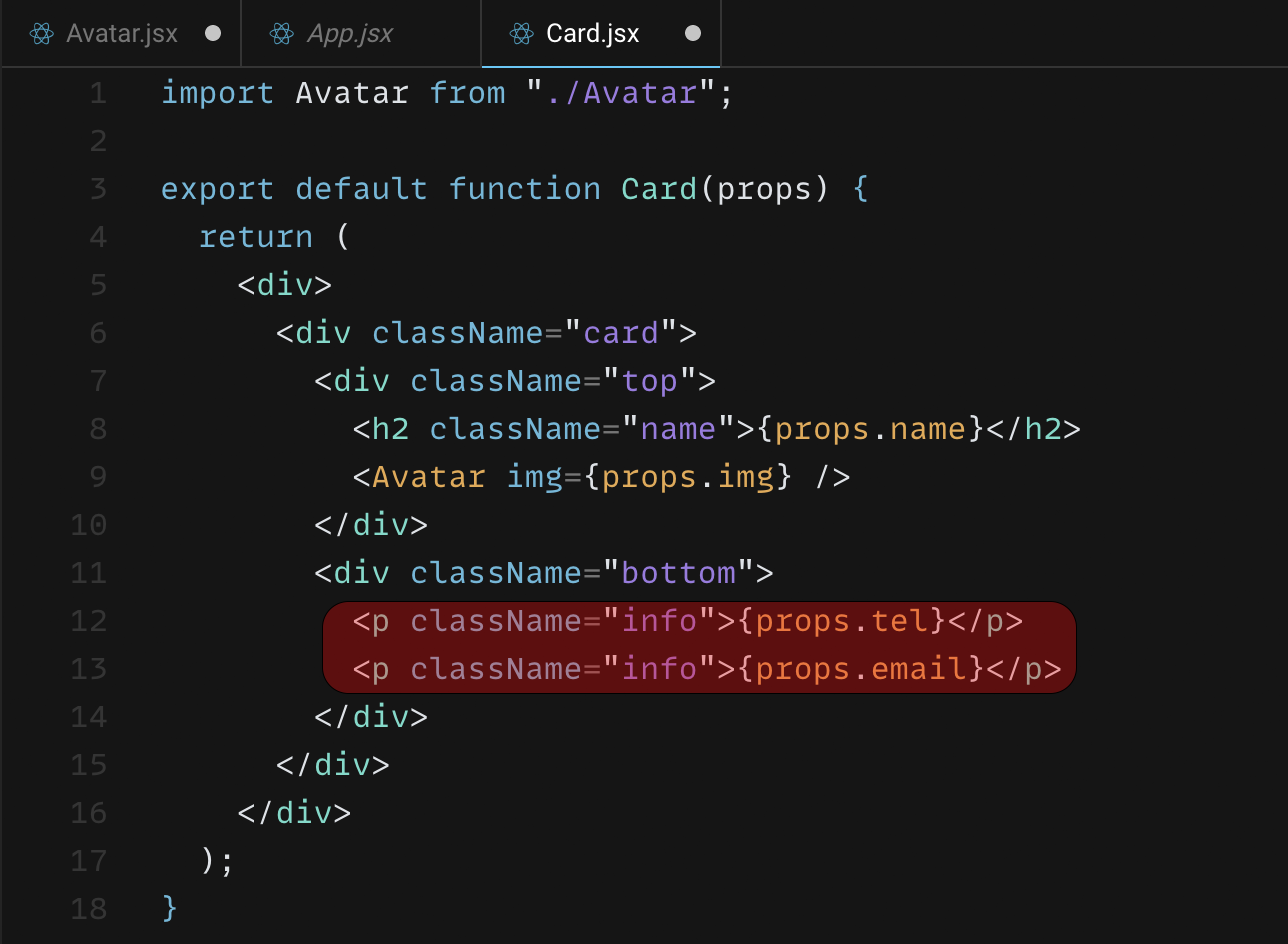 Avatar.jsx App.jsx Card.jsx
1 import Avatar from "./Avatar";
2
3 export default function Card(props) {
4   return (
5     <div>
6       <div className="card">
7         <div className="top">
8           <h2 className="name">{props.name}</h2>
9           <Avatar img={props.img} />
10         </div>
11         <div className="bottom">
12           <p className="info">{props.tel}</p>
13           <p className="info">{props.email}</p>
14         </div>
15       </div>
16     </div>
17   );
18 }